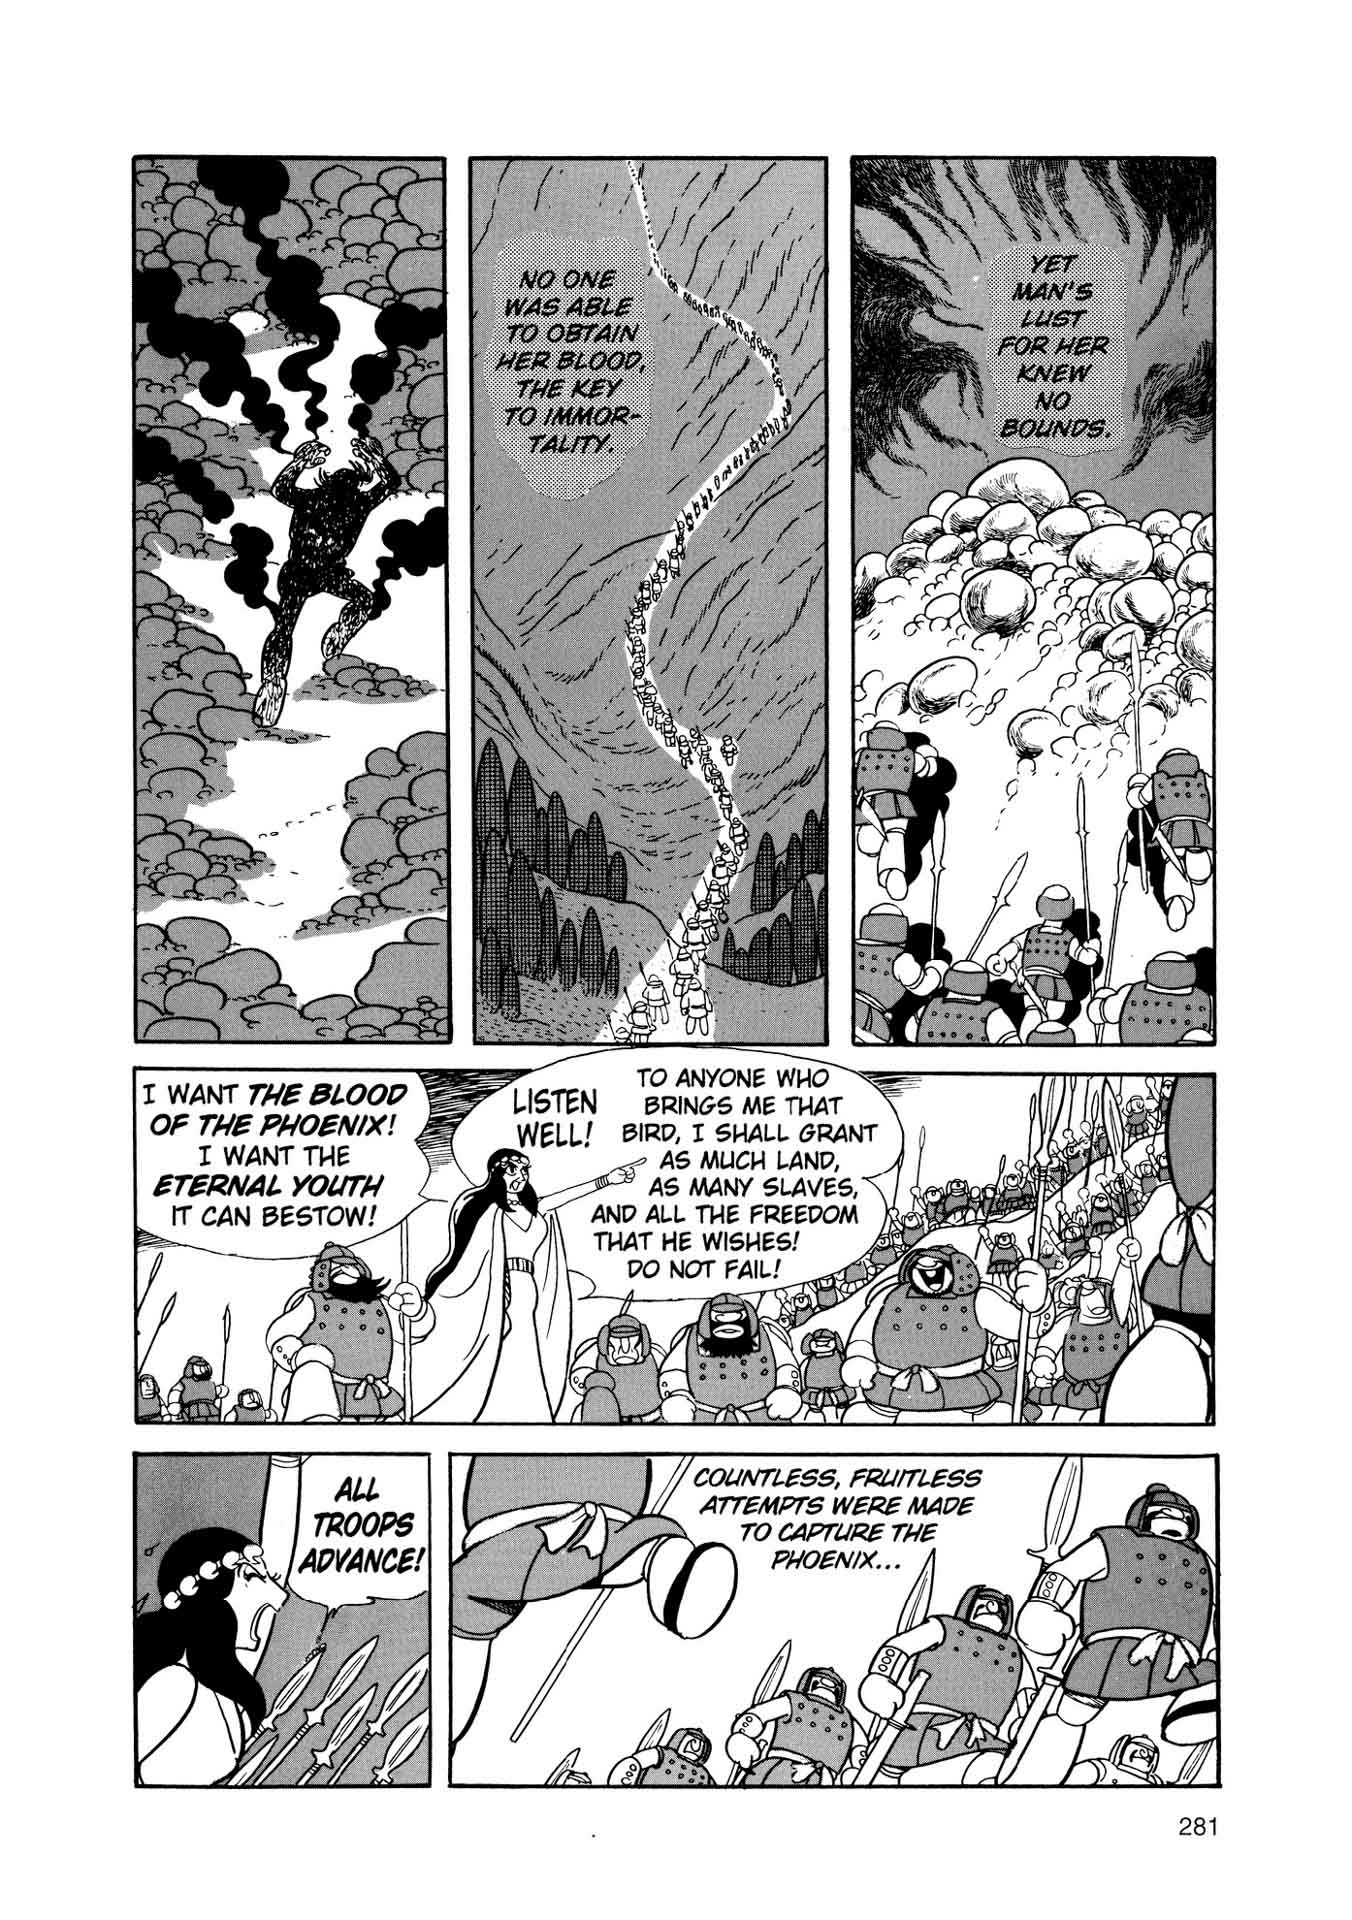 NO ONE
WAS ABLE
TO OBTAIN
HER BLOOD,
THE KEY
TO IMMOR-
TALITY.
YET
MAN'S
LUST
FOR HER
KNEW
NO
BOUNDS.
I WANT THE BLOOD
OF THE PHOENIX!
I WANT THE
ETERNAL YOUTH
IT CAN BESTOW!
LISTEN
WELL!
TO ANYONE WHO
BRINGS ME THAT
BIRD, I SHALL GRANT
AS MUCH LAND,
AS MANY SLAVES,
AND ALL THE FREEDOM
THAT HE WISHES!
DO NOT FAIL!
ALL
TROOPS
ADVANCE!
COUNTLESS, FRUITLESS
ATTEMPTS WERE MADE
TO CAPTURE THE
PHOENIX...
281